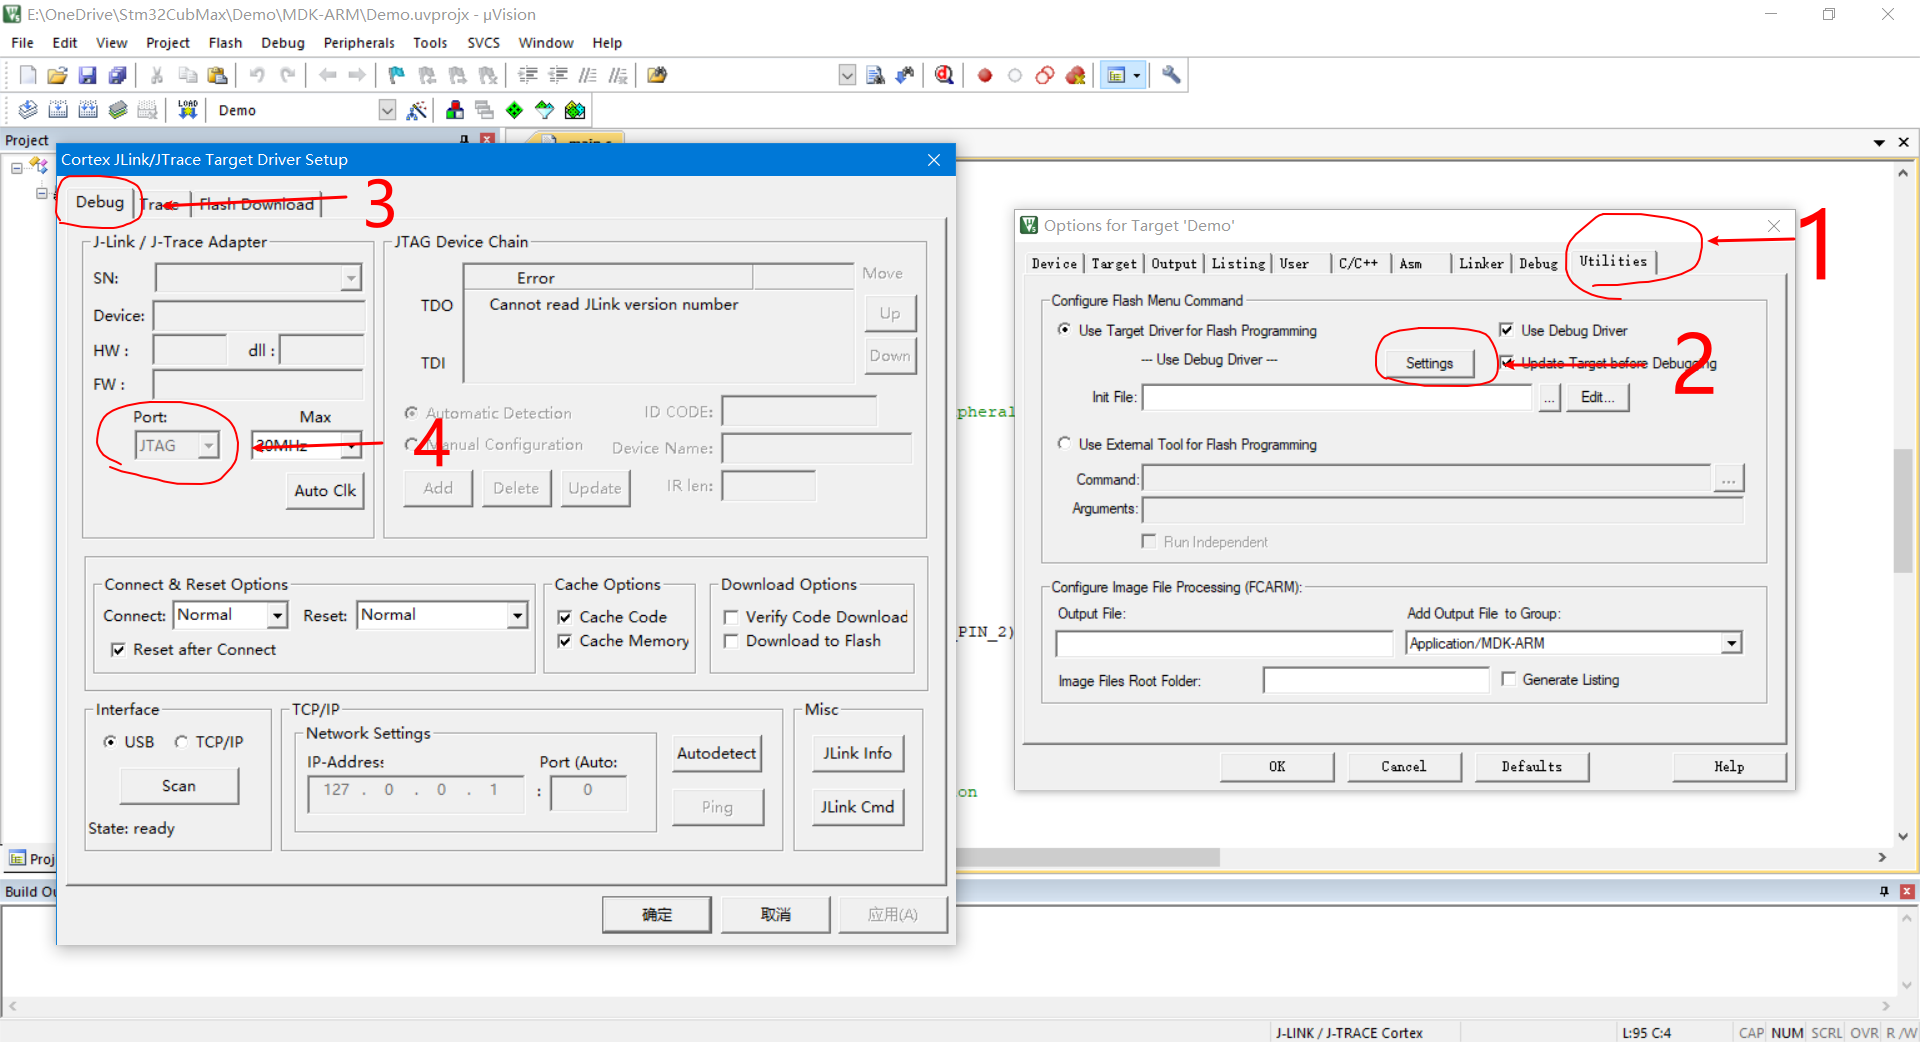 E:\OneDrive\Stm32CubMax\Demo\MDK-ARM\Demo.uvprojx - µVision
File Edit View Project Flash Debug Peripherals Tools SVCS Window Help
LOAD
Demo
Project
Cortex JLink/JTrace Target Driver Setup
Debug
Trace
Flash Download
3
J-Link / J-Trace Adapter
SN:
Device:
HW :
dll :
FW :
Port:
Max
JTAG
20MHz
4
Auto Clk
JTAG Device Chain
Error
Cannot read JLink version number
TDO
TDI
Move
Up
Down
Automatic Detection
Manual Configuration
ID CODE:
Device Name:
Add
Delete
Update
IR len:
Connect & Reset Options
Connect:
Normal
Reset:
Normal
Reset after Connect
Cache Options
Cache Code
Cache Memory
Download Options
Verify Code Download
Download to Flash
Interface
USB
TCP/IP
Scan
State: ready
TCP/IP
Network Settings
IP-Address
Port (Auto:
127 . 0 . 0 . 1
:
0
Autodetect
Ping
Misc
JLink Info
JLink Cmd
确定
取消
应用(A)
pheral
PIN_2)
on
Options for Target 'Demo'
1
Device
Target
Output
Listing
User
C/C++
Asm
Linker
Debug
Utilities
Configure Flash Menu Command
Use Target Driver for Flash Programming
Use Debug Driver
--- Use Debug Driver ---
Settings
Update Target before Debugging
2
Init File:
...
Edit...
Use External Tool for Flash Programming
Command:
...
Arguments:
Run Independent
Configure Image File Processing (FCARM):
Output File:
Add Output File to Group:
Application/MDK-ARM
Image Files Root Folder:
Generate Listing
OK
Cancel
Defaults
Help
Proj
Build Ou
J-LINK / J-TRACE Cortex
L:95 C:4
CAP NUM SCRL OVR R/W